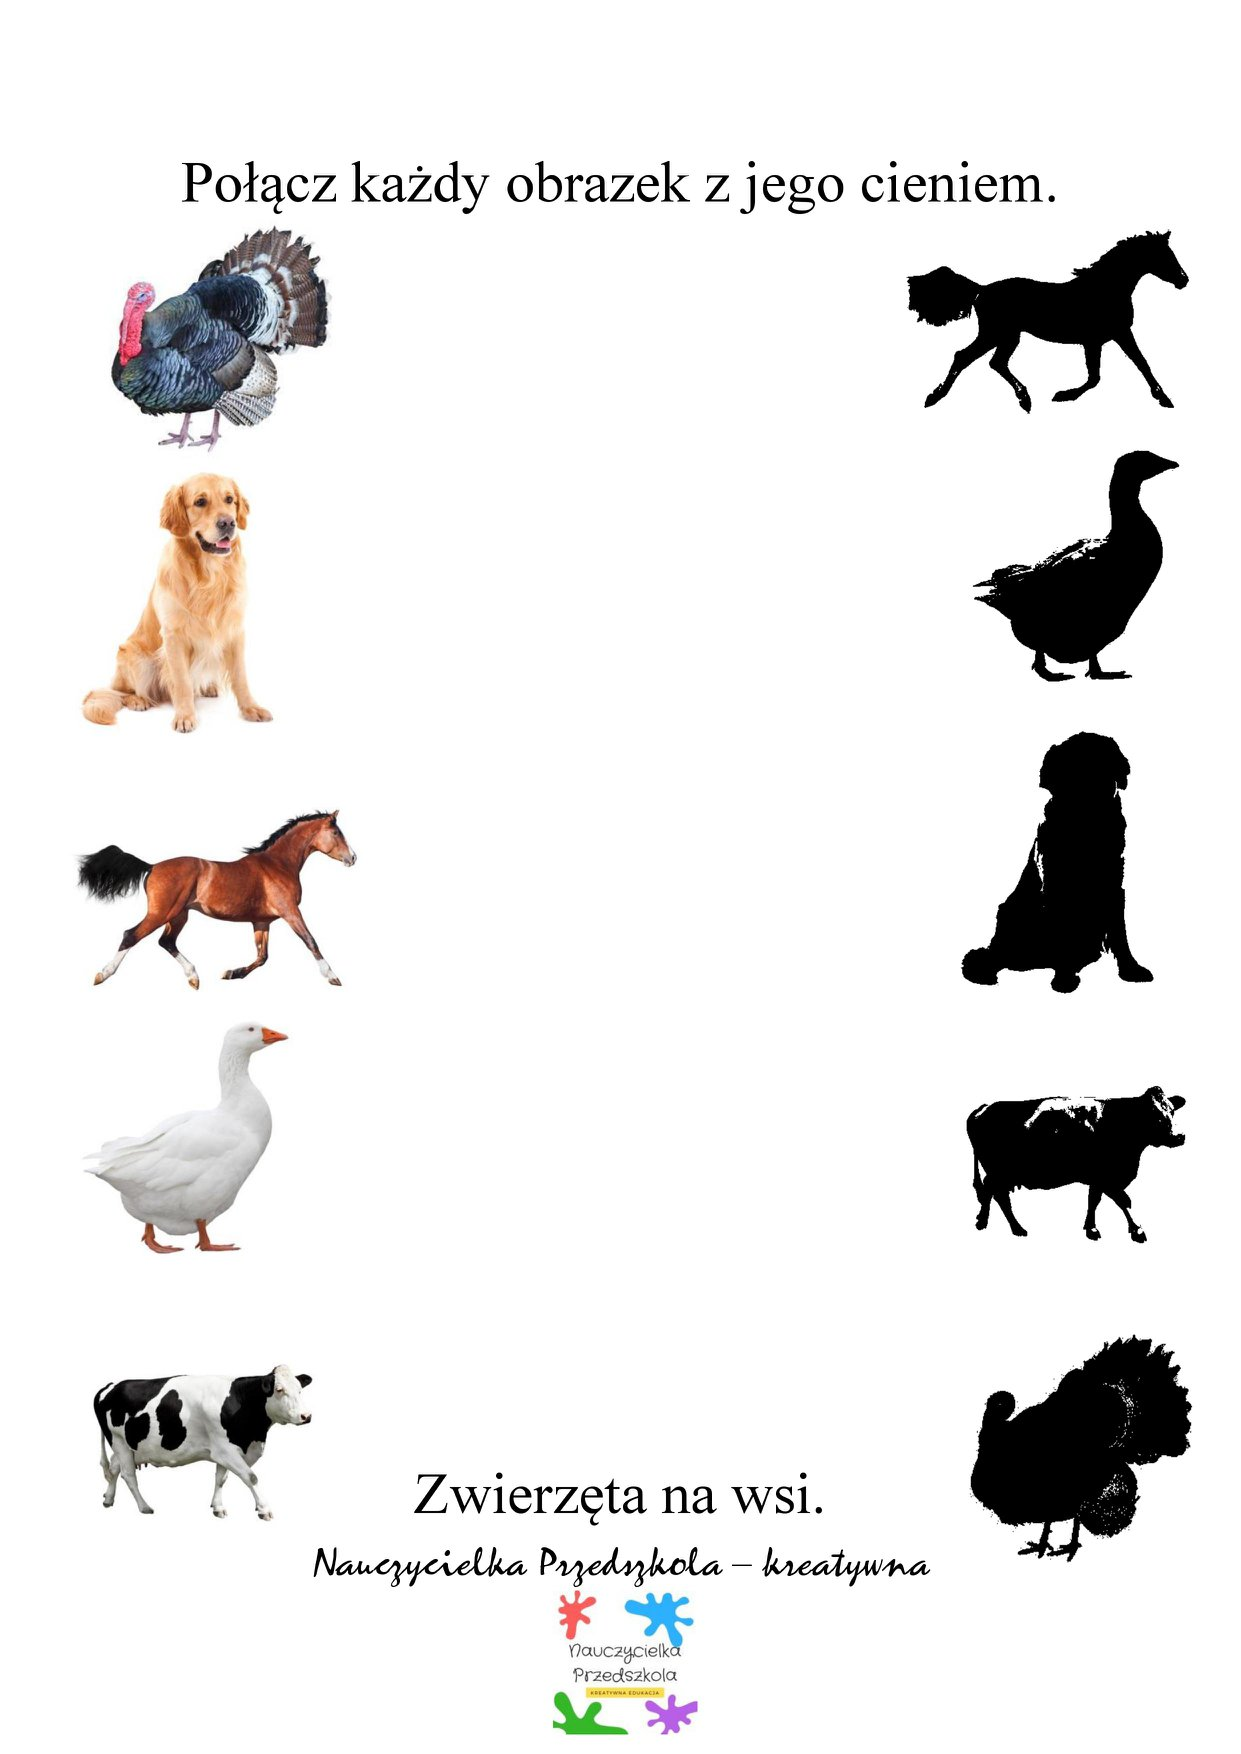 Połącz każdy obrazek z jego cieniem.
Zwierzęta na wsi.
Nauczycielka Przedszkola – kreatywna
Nauczycielka
Przedszkola
KREATYWNA EDUKACJA